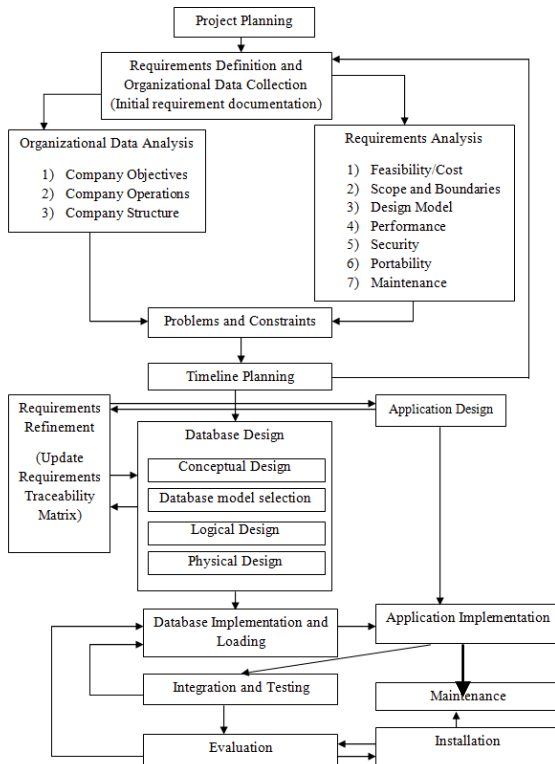 Project Planning
Requirements Definition and
Organizational Data Collection
(Initial requirement documentation)
Organizational Data Analysis
1) Company Objectives
2) Company Operations
3) Company Structure
Requirements Analysis
1) Feasibility/Cost
2) Scope and Boundaries
3) Design Model
4) Performance
5) Security
6) Portability
7) Maintenance
Problems and Constraints
Timeline Planning
Requirements
Refinement
(Update
Requirements
Traceability
Matrix)
Application Design
Database Design
Conceptual Design
Database model selection
Logical Design
Physical Design
Database Implementation and
Loading
Application Implementation
Integration and Testing
Maintenance
Evaluation
Installation